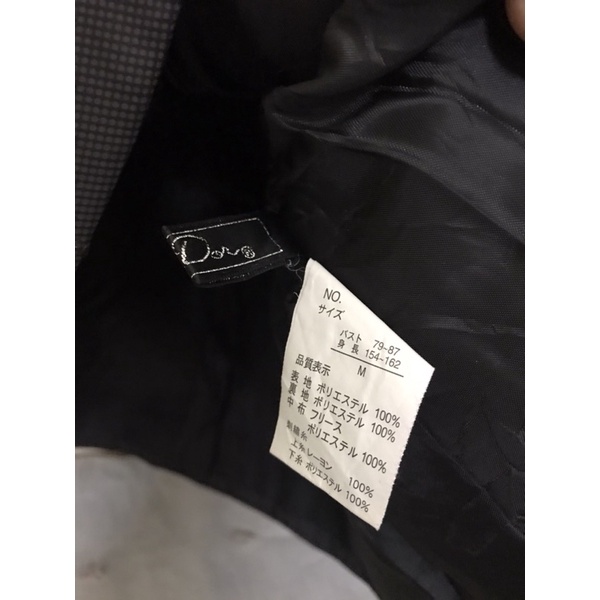 NO.
サイズ
バスト 79~87
身長 154~162
M
品質表示
表地 ポリエステル 100%
裏地 ポリエステル 100%
中布 フリース
ポリエステル 100%
刺繍糸
上糸 レーヨン 100%
下糸 ポリエステル 100%